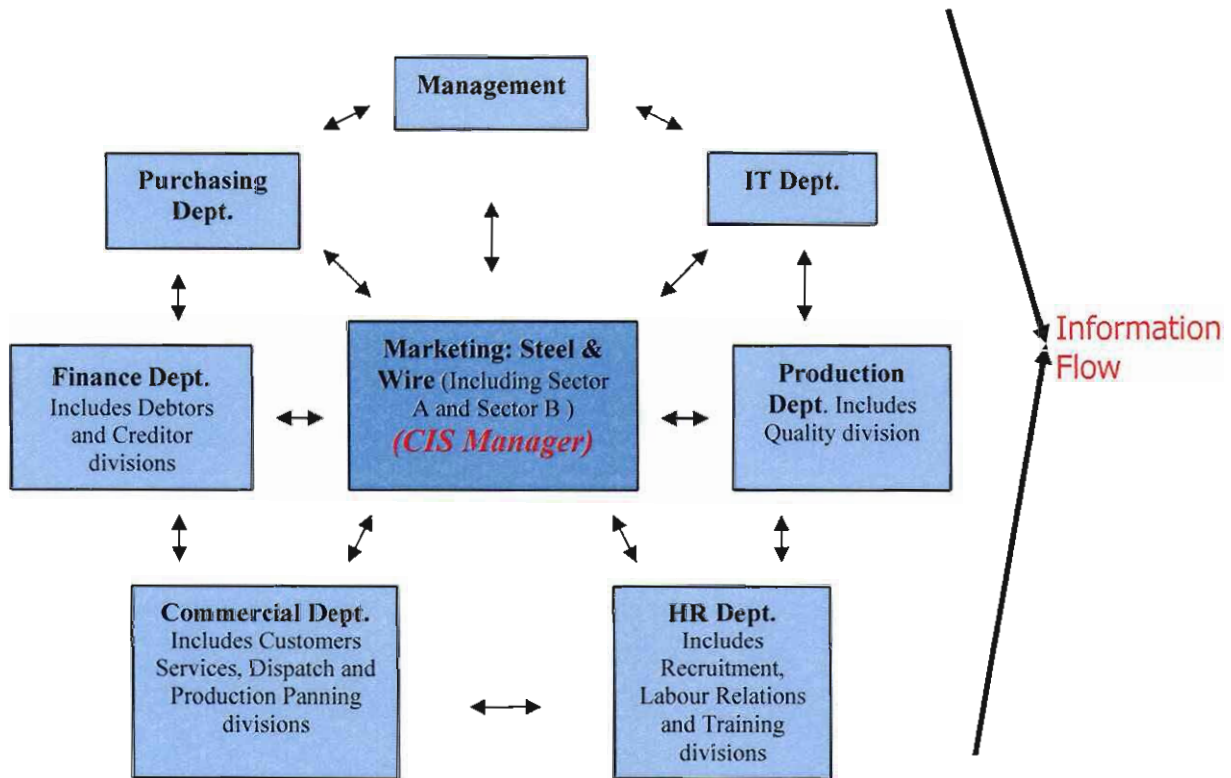 Management
Purchasing
Dept.
IT Dept.
Marketing: Steel &
Wire (Including Sector
A and Sector B )
(CIS Manager)
Finance Dept.
Includes Debtors
and Creditor
divisions
Production
Dept. Includes
Quality division
Information
Flow
Commercial Dept.
Includes Customers
Services, Dispatch and
Production Panning
divisions
HR Dept.
Includes
Recruitment,
Labour Relations
and Training
divisions